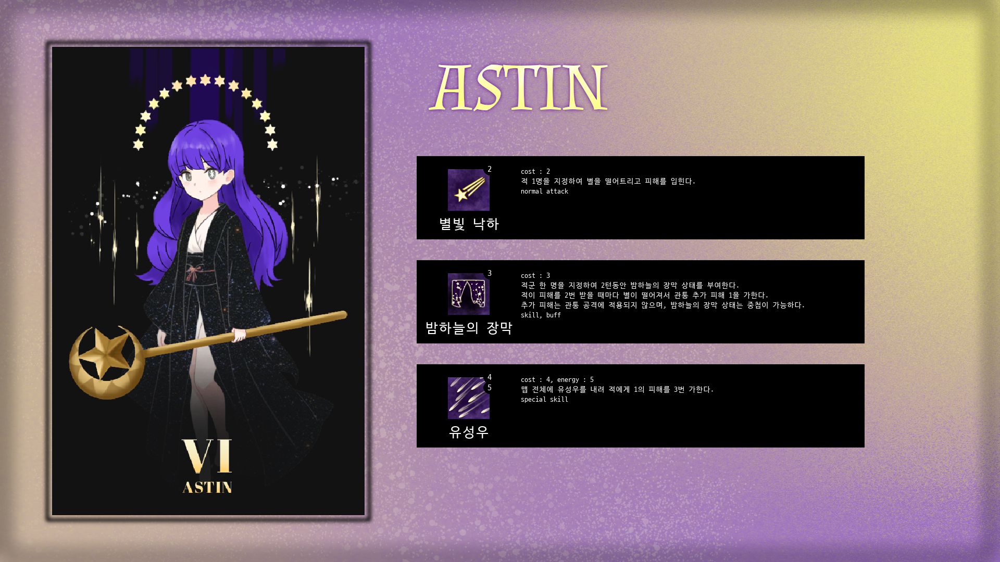 VI
ASTIN
ASTIN
2
별빛 낙하
cost : 2
적 1명을 지정하여 별을 떨어트리고 피해를 입힌다.
normal attack
3
밤하늘의 장막
cost : 3
적군 한 명을 지정하여 2턴동안 밤하늘의 장막 상태를 부여한다.
적이 피해를 2번 받을 때마다 별이 떨어져서 관통 추가 피해 1을 가한다.
추가 피해는 관통 공격에 적용되지 않으며, 밤하늘의 장막 상태는 중첩이 가능하다.
skill, buff
4
5
유성우
cost : 4, energy : 5
맵 전체에 유성우를 내려 적에게 1의 피해를 3번 가한다.
special skill